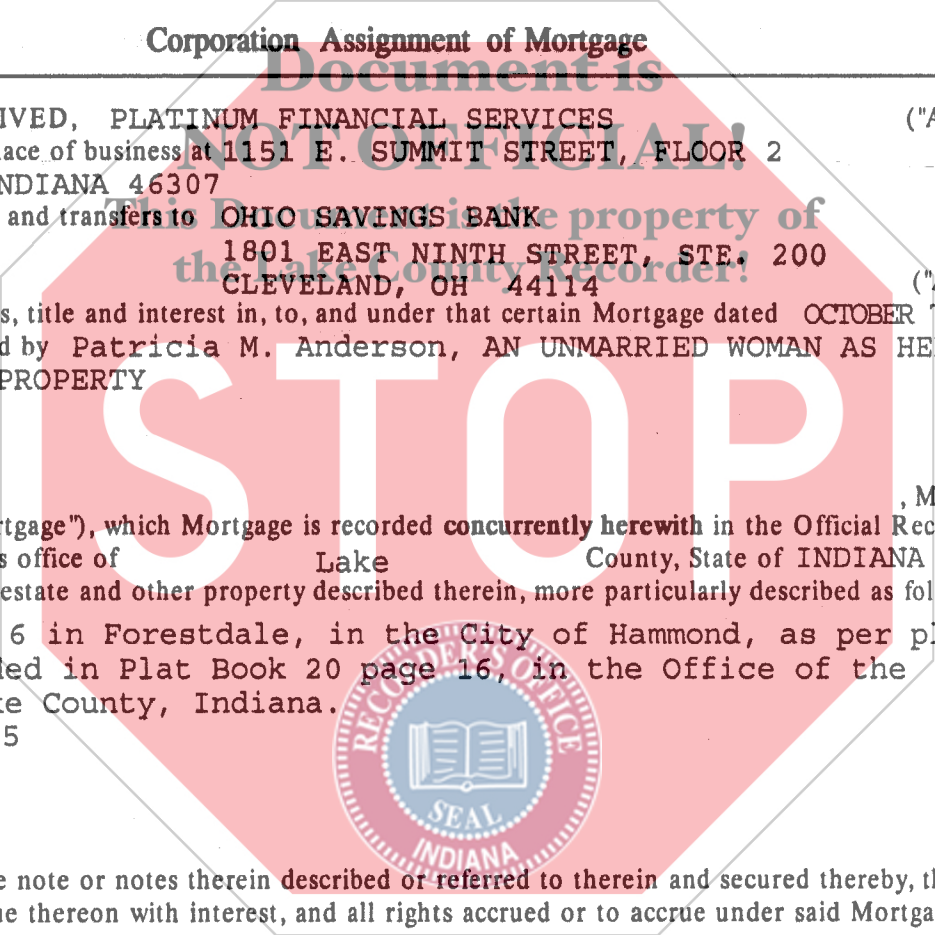 Corporation Assignment of Mortgage
Document is
IVED, PLATINUM FINANCIAL SERVICES ("A
NOT OFFICIAL!
lace of business at 1151 E. SUMMIT STREET, FLOOR 2
NDIANA 46307
This Document is the property of
and transfers to OHIO SAVINGS BANK
1801 EAST NINTH STREET, STE. 200
the Lake County Recorder!
CLEVELAND, OH 44114 ("A
s, title and interest in, to, and under that certain Mortgage dated OCTOBER
d by Patricia M. Anderson, AN UNMARRIED WOMAN AS HE
PROPERTY
STOP
, M
rtgage"), which Mortgage is recorded concurrently herewith in the Official Rec
s office of Lake County, State of INDIANA
estate and other property described therein, more particularly described as fol
6 in Forestdale, in the City of Hammond, as per pl
ded in Plat Book 20 page 16, in the Office of the
ke County, Indiana.
5
RECORDER'S OFFICE
SEAL
INDIANA
e note or notes therein described or referred to therein and secured thereby, th
ue thereon with interest, and all rights accrued or to accrue under said Mortga